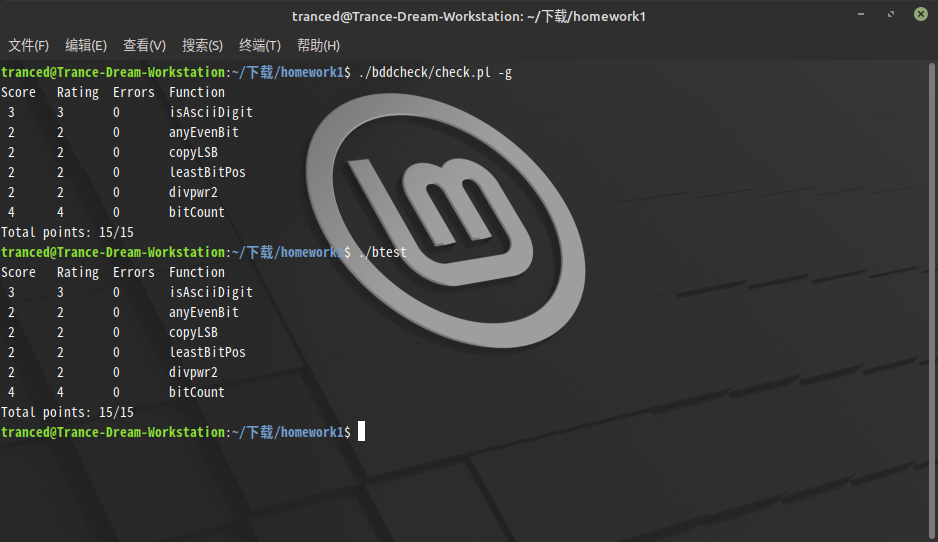 tranced@Trance-Dream-Workstation: ~/下载/homework1
文件(F) 编辑(E) 查看(V) 搜索(S) 终端(T) 帮助(H)
tranced@Trance-Dream-Workstation:~/下载/homework1$ ./bddcheck/check.pl -g
Score Rating Errors Function
3 3 0 isAsciiDigit
2 2 0 anyEvenBit
2 2 0 copyLSB
2 2 0 leastBitPos
2 2 0 divpwr2
4 4 0 bitCount
Total points: 15/15
tranced@Trance-Dream-Workstation:~/下载/homework1$ ./btest
Score Rating Errors Function
3 3 0 isAsciiDigit
2 2 0 anyEvenBit
2 2 0 copyLSB
2 2 0 leastBitPos
2 2 0 divpwr2
4 4 0 bitCount
Total points: 15/15
tranced@Trance-Dream-Workstation:~/下载/homework1$